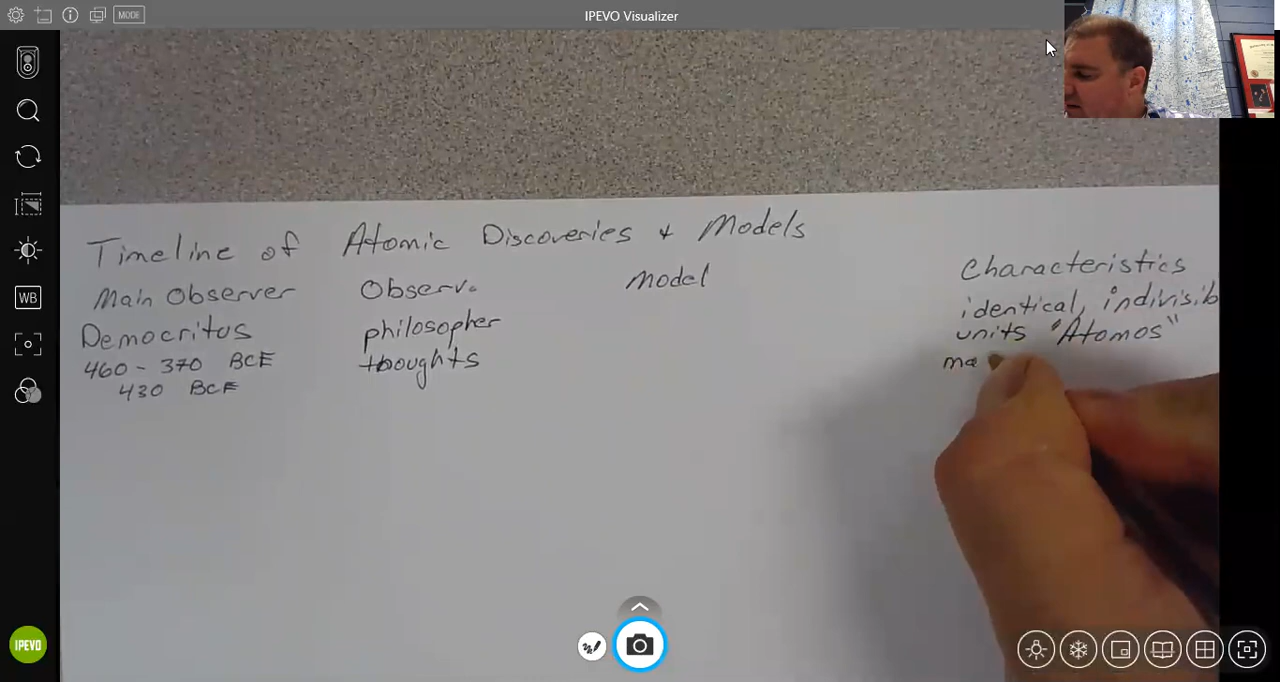 IPEVO Visualizer
MODE
WB
IPEVO
Timeline of Atomic Discoveries + Models
Main Observer Observ. Model Characteristics
Democritus philosopher identical, indivisib
460 - 370 BCE thoughts units "Atomos"
430 BCE ma